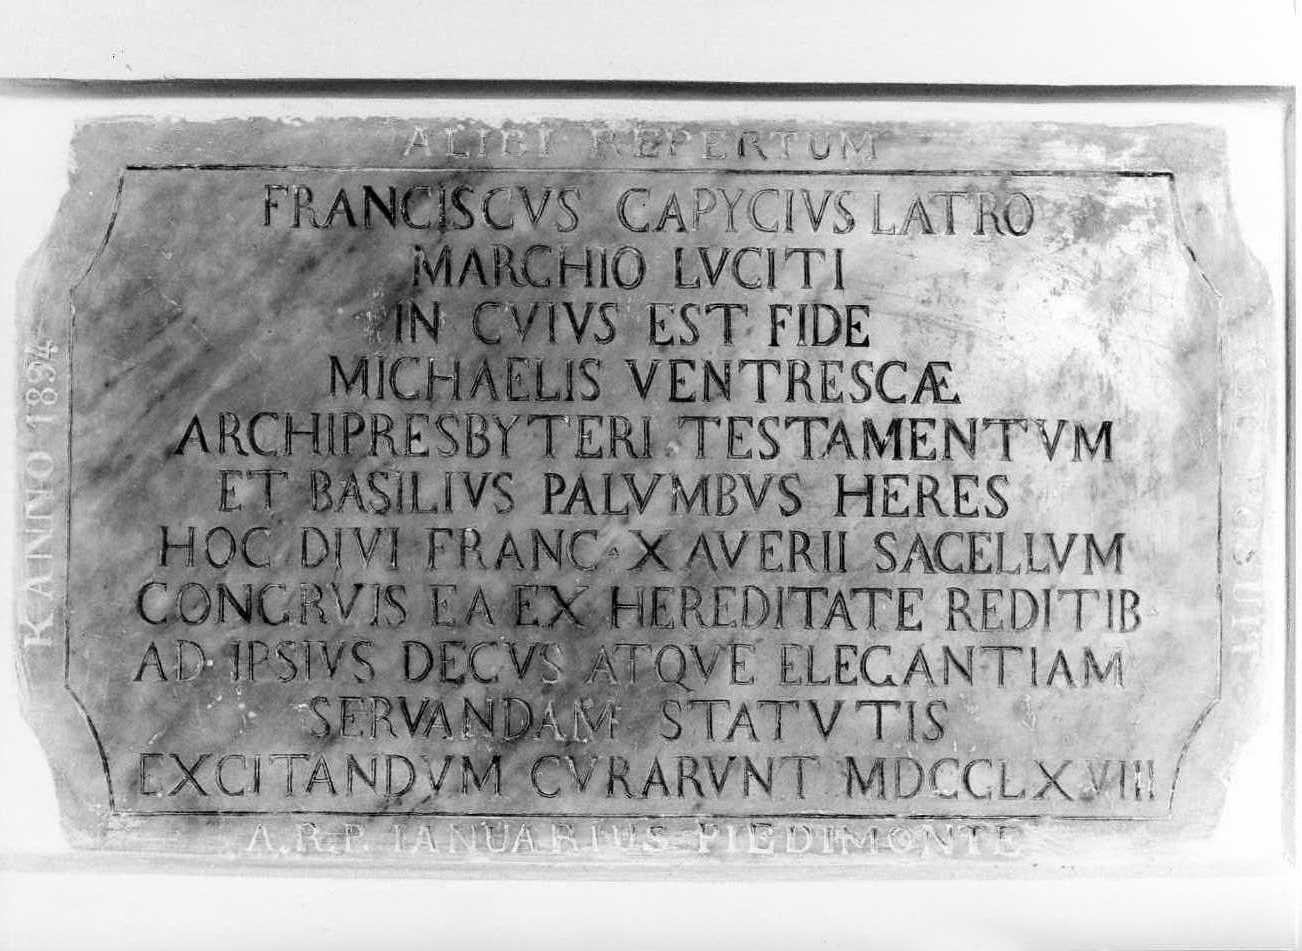 ALIBI REPERTUM
FRANCISCVS CAPYCIVS LATRO
MARCHIO LVCITI
IN CVIVS EST FIDE
MICHAELIS VENTRESCÆ
ARCHIPRESBYTERI TESTAMENTVM
ET BASILIVS PALVMBVS HERES
HOC DIVI FRANC·XAVERII SACELLVM
CONGRVIS EA EX HEREDITATE REDITIB
AD IPSIVS DECVS ATQVE ELEGANTIAM
SERVANDAM STATVTIS
EXCITANDVM CVRARVNT MDCCLXVIII
A.R.P. IANUARIUS PIEDIMONTE
K ANNO 1894
POSUIT